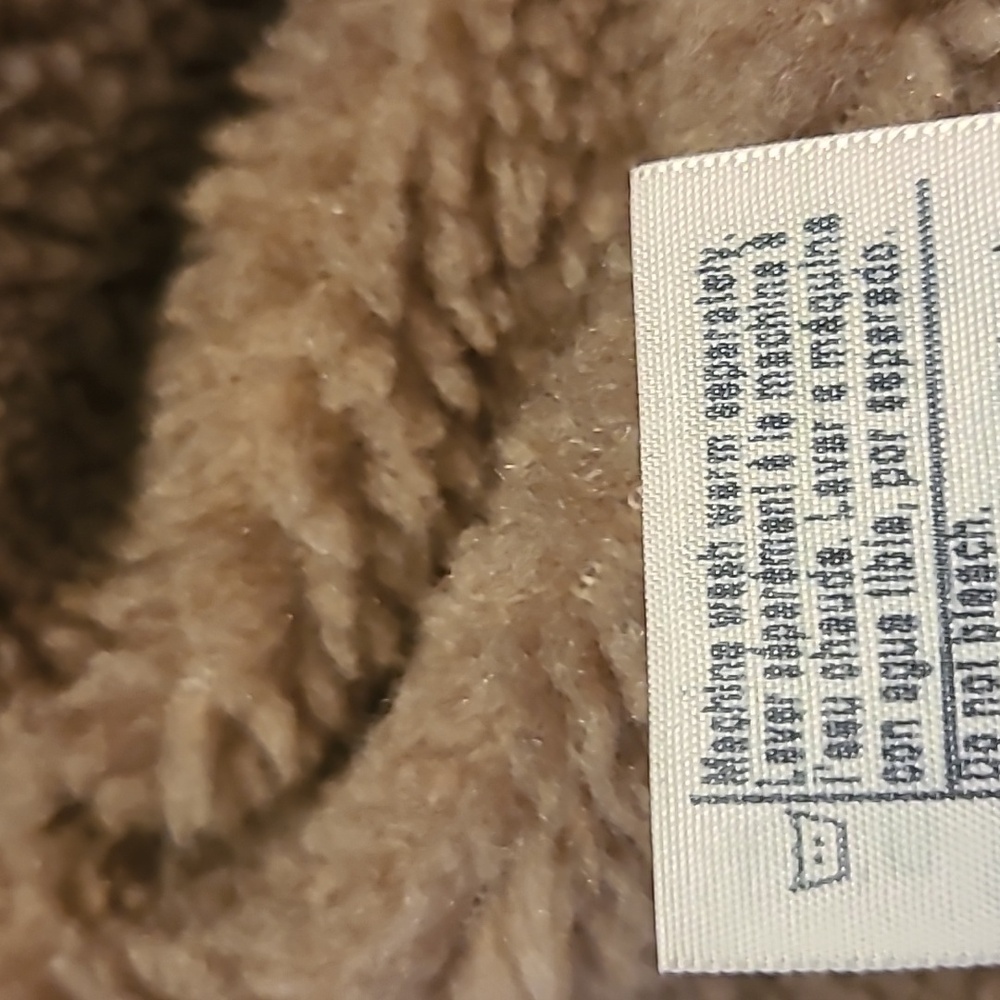 Machine wash warm separately.
Laver séparément à la machine à
l'eau chaude. Lavar a máquina
con agua tibia, por separado.
Do not bleach.